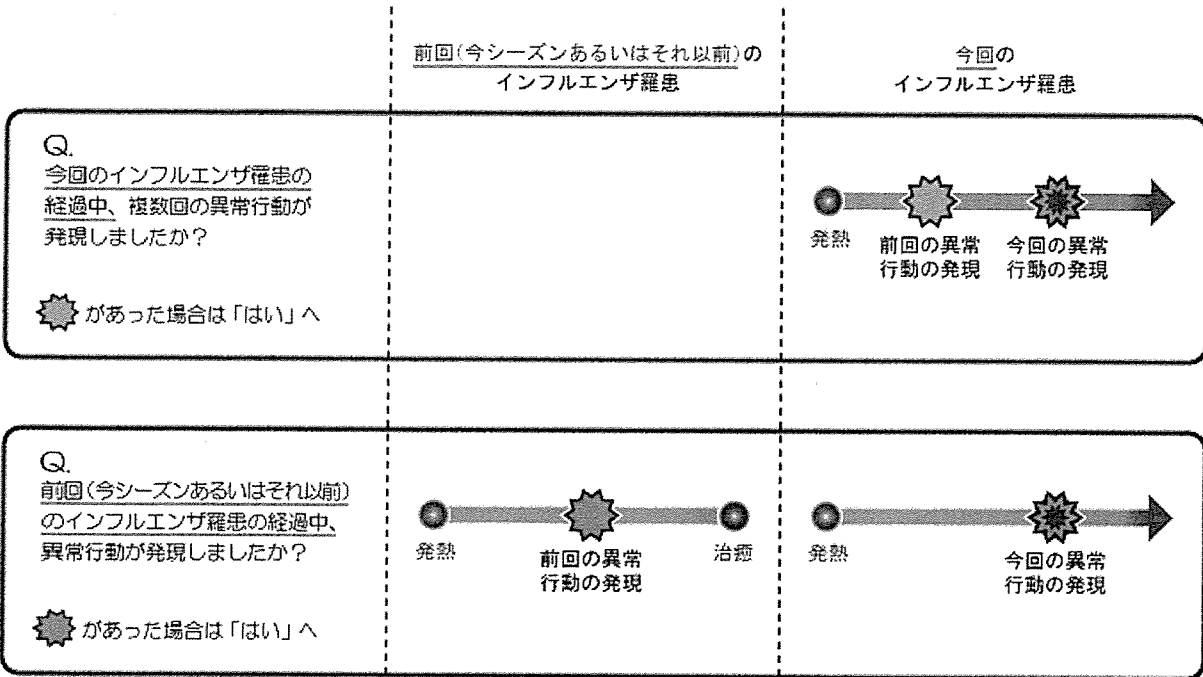 前回(今シーズンあるいはそれ以前)の
インフルエンザ罹患
今回の
インフルエンザ罹患
Q.
今回のインフルエンザ罹患の
経過中、複数回の異常行動が
発現しましたか?
があった場合は「はい」へ
発熱
前回の異常
行動の発現
今回の異常
行動の発現
Q.
前回(今シーズンあるいはそれ以前)
のインフルエンザ罹患の経過中、
異常行動が発現しましたか?
があった場合は「はい」へ
発熱
前回の異常
行動の発現
治癒
発熱
今回の異常
行動の発現